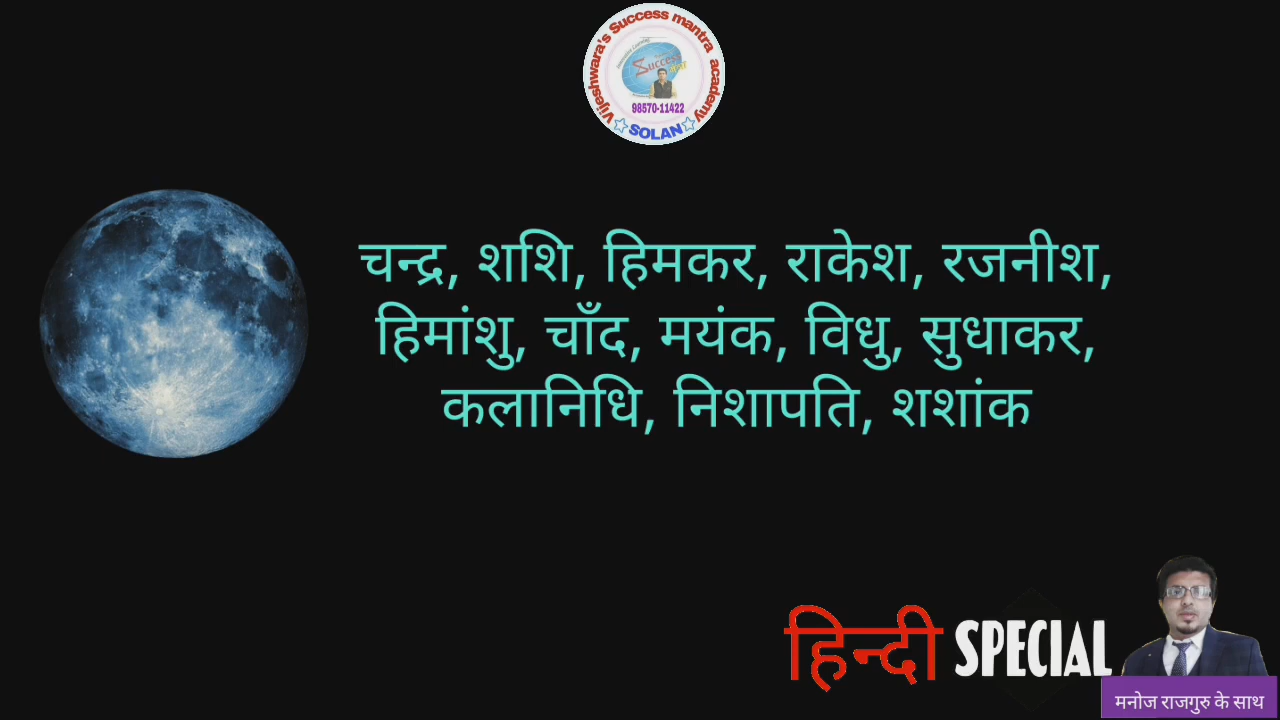 Vijeshwara's Success mantra academy
Success
98570-11422
SOLAN
चन्द्र, शशि, हिमकर, राकेश, रजनीश,
हिमांशु, चाँद, मयंक, विधु, सुधाकर,
कलानिधि, निशापति, शशांक
हिन्दी SPECIAL
मनोज राजगुरु के साथ